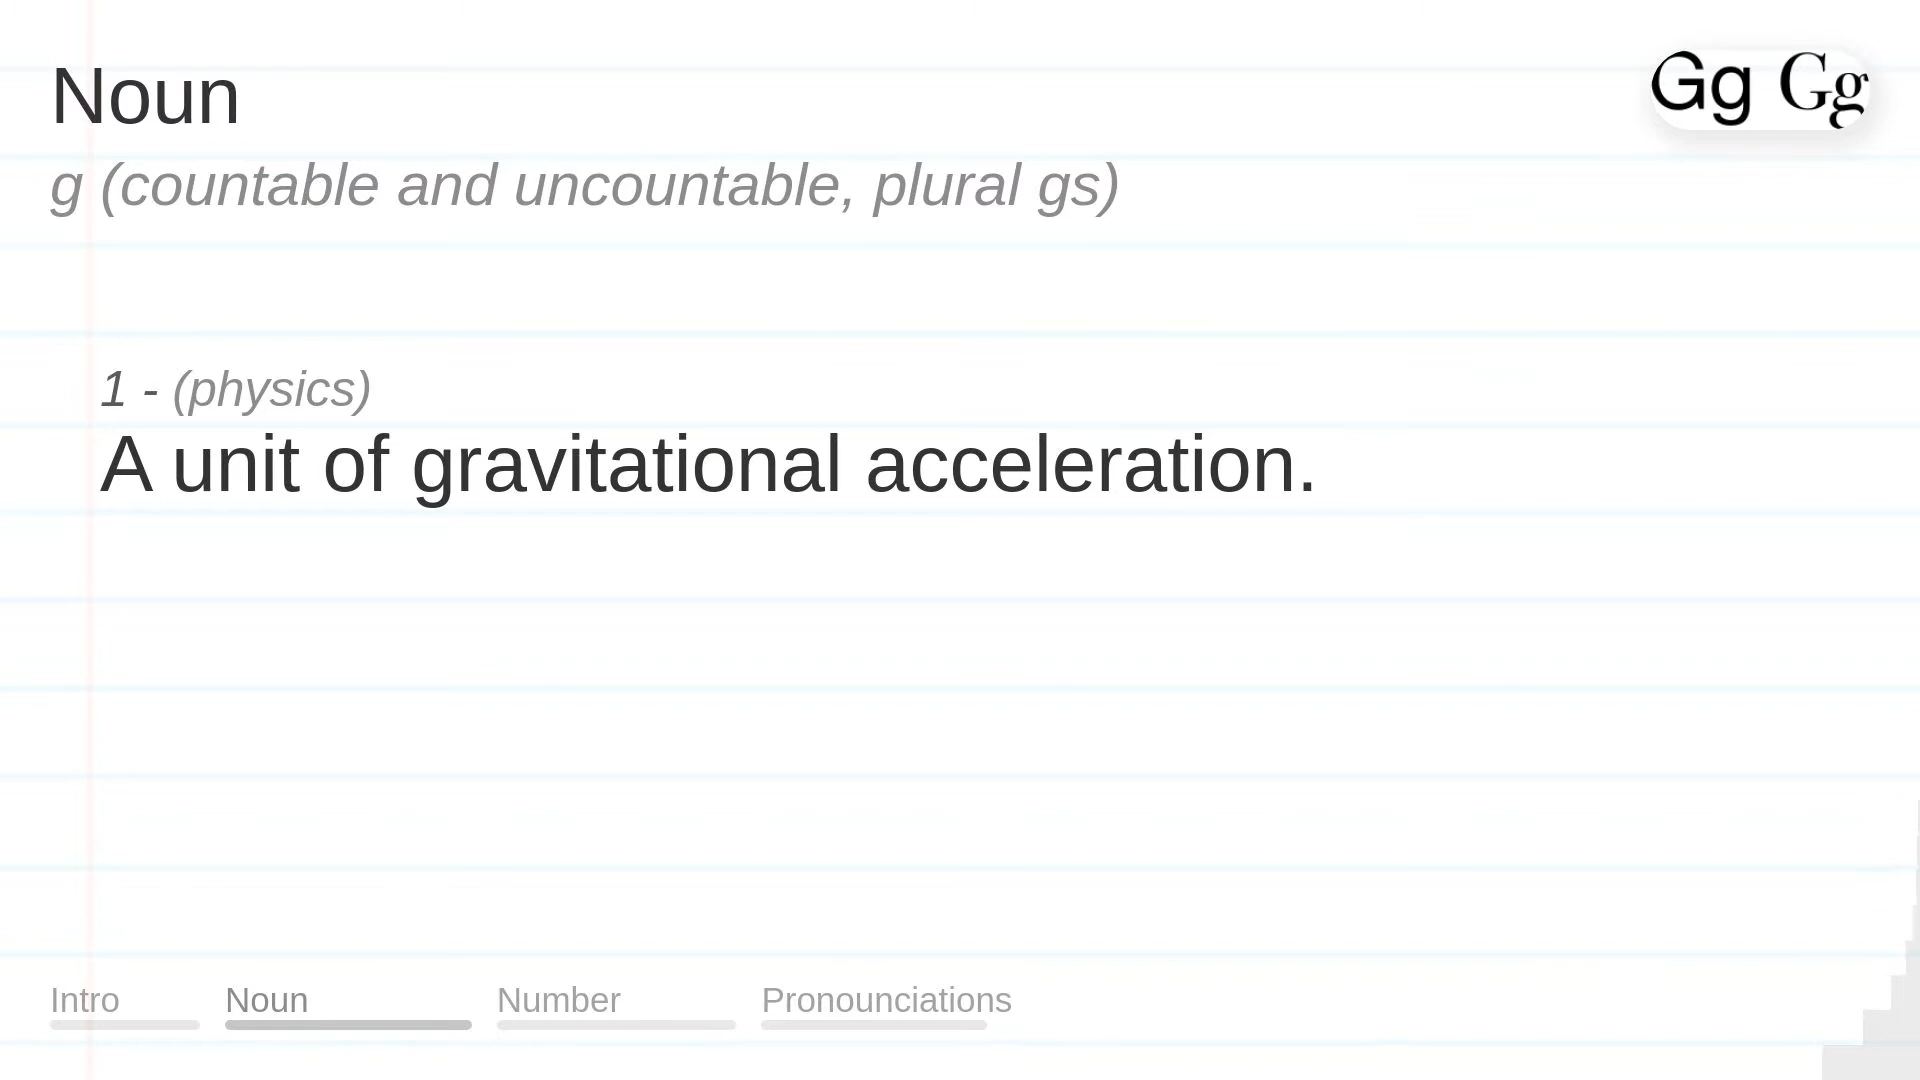 Noun
Gg Gg
g (countable and uncountable, plural gs)
1 - (physics)
A unit of gravitational acceleration.
Intro
Noun
Number
Pronounciations